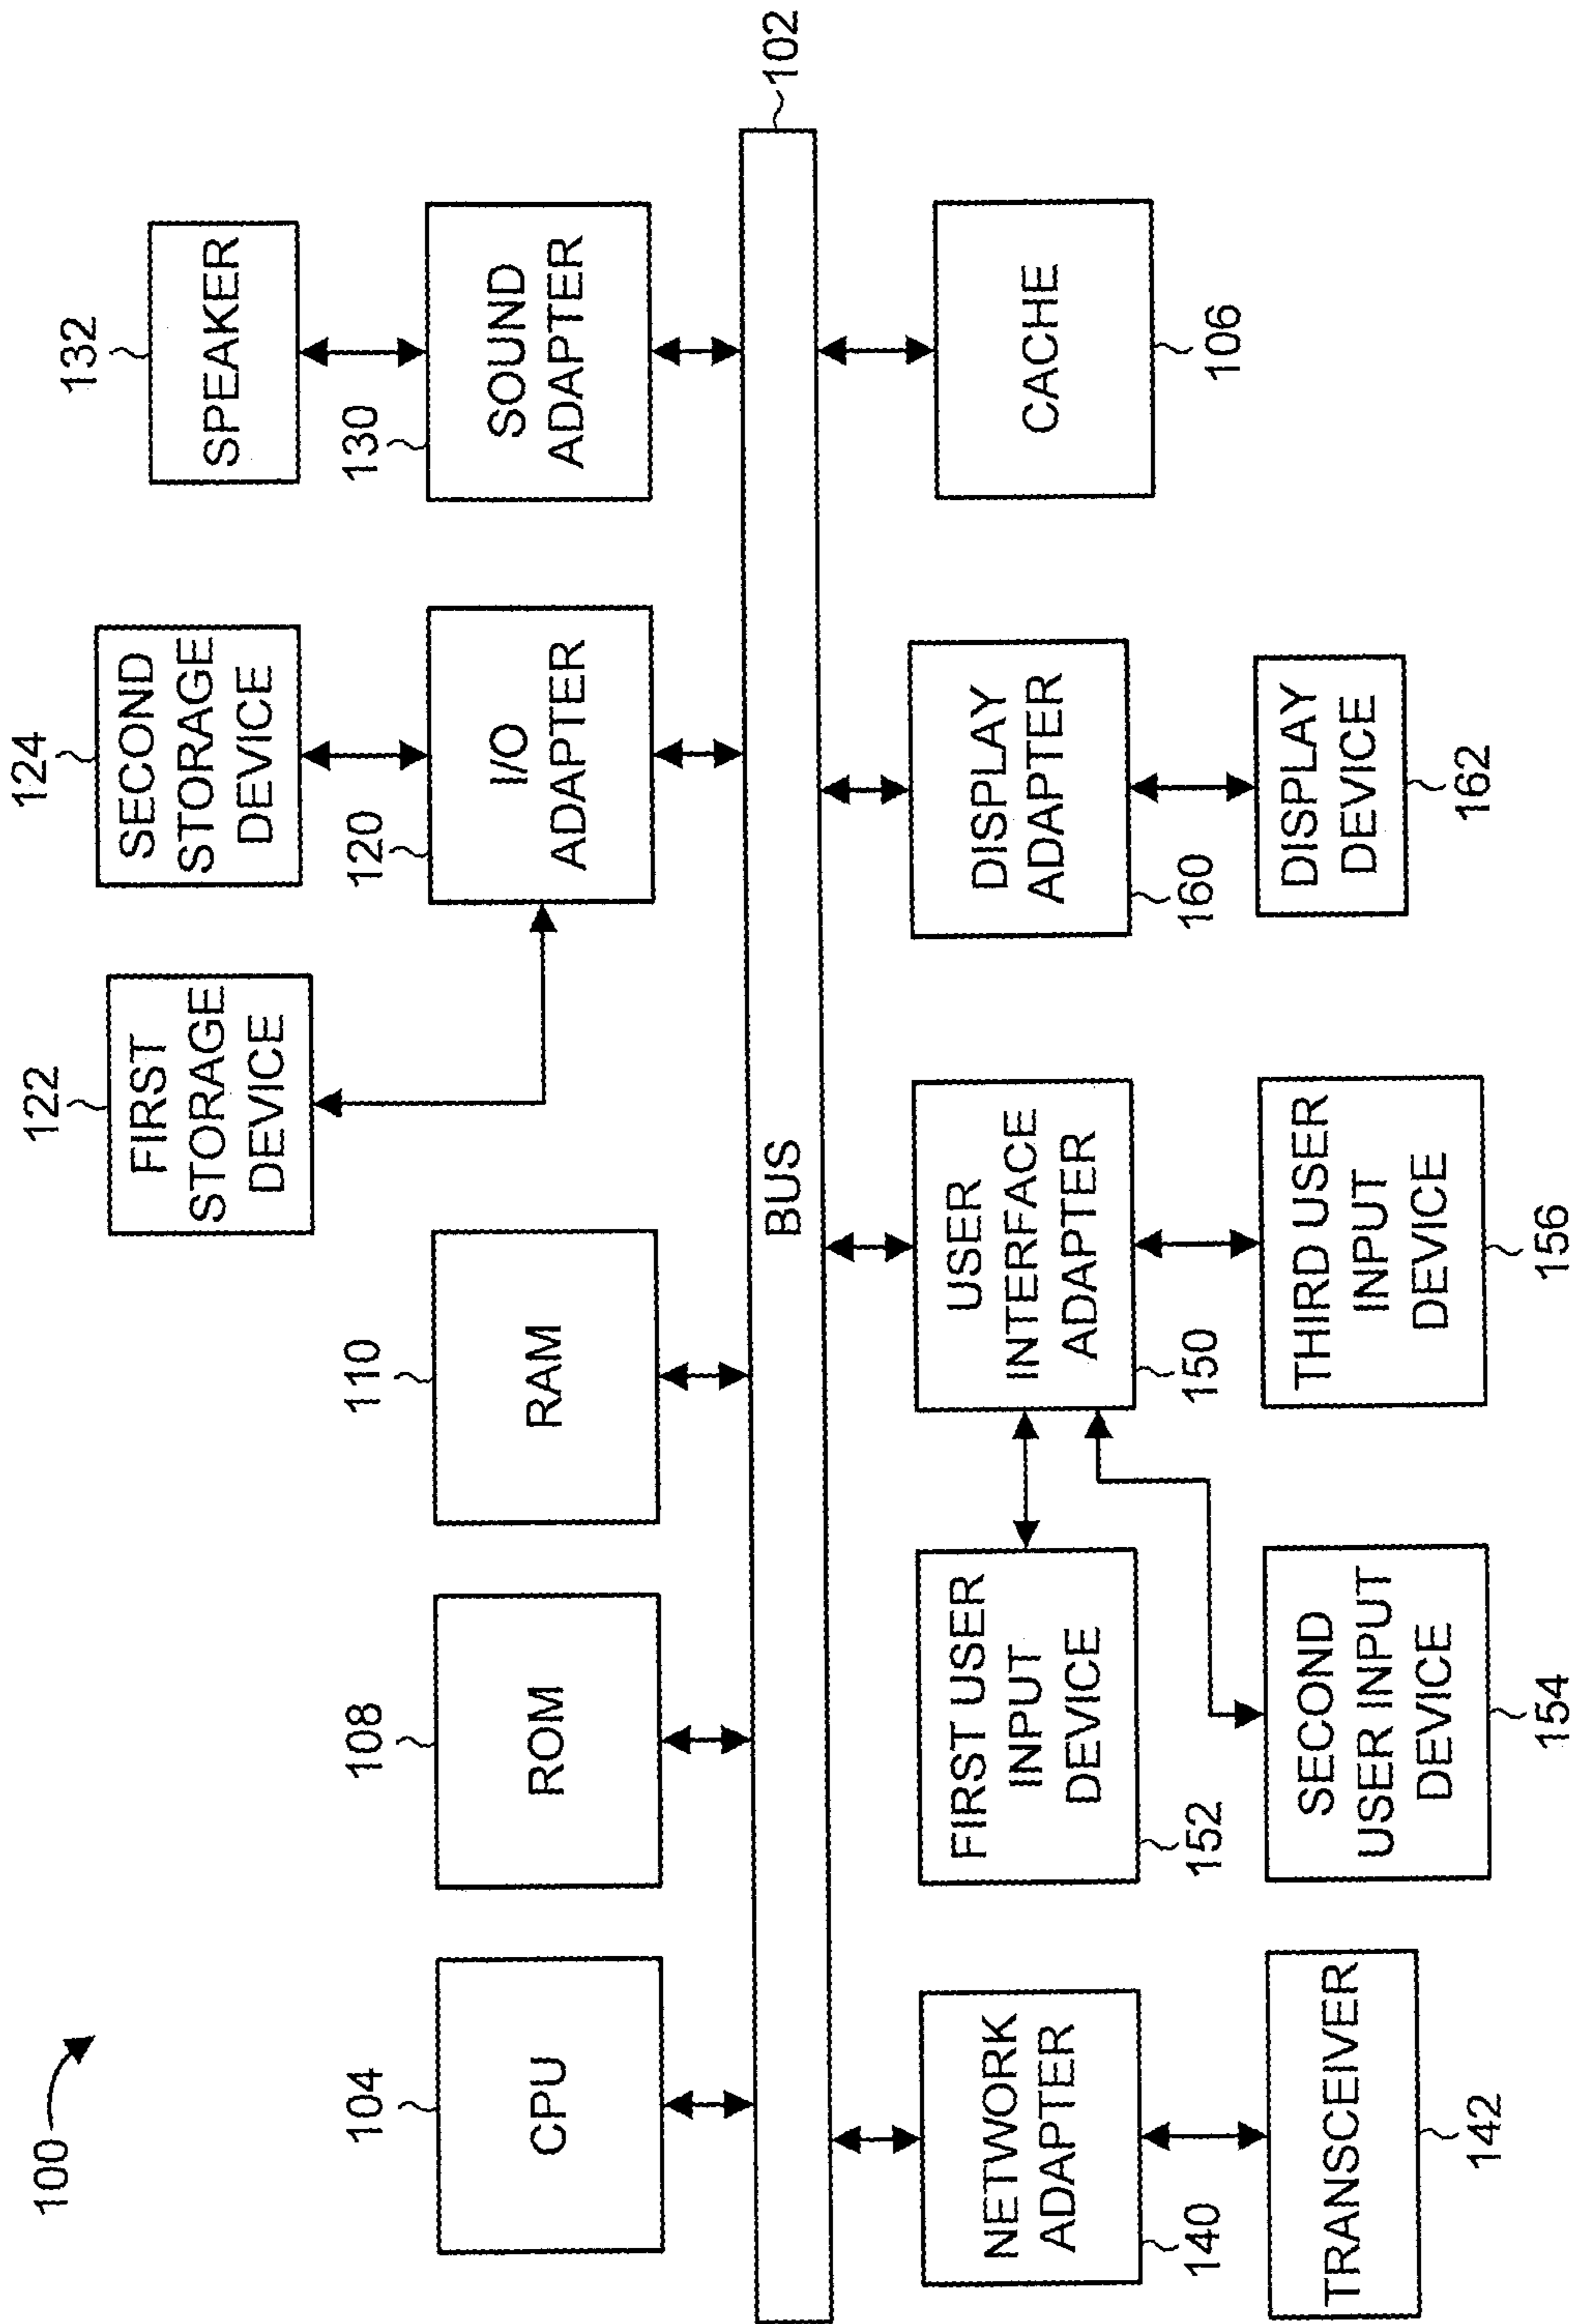 100
122
FIRST
STORAGE
DEVICE
124
SECOND
STORAGE
DEVICE
132
SPEAKER
104
CPU
108
ROM
110
RAM
120
I/O
ADAPTER
130
SOUND
ADAPTER
BUS
102
NETWORK
ADAPTER
140
FIRST USER
INPUT
DEVICE
152
USER
INTERFACE
ADAPTER
150
DISPLAY
ADAPTER
160
CACHE
106
TRANSCEIVER
142
SECOND
USER INPUT
DEVICE
154
THIRD USER
INPUT
DEVICE
156
DISPLAY
DEVICE
162